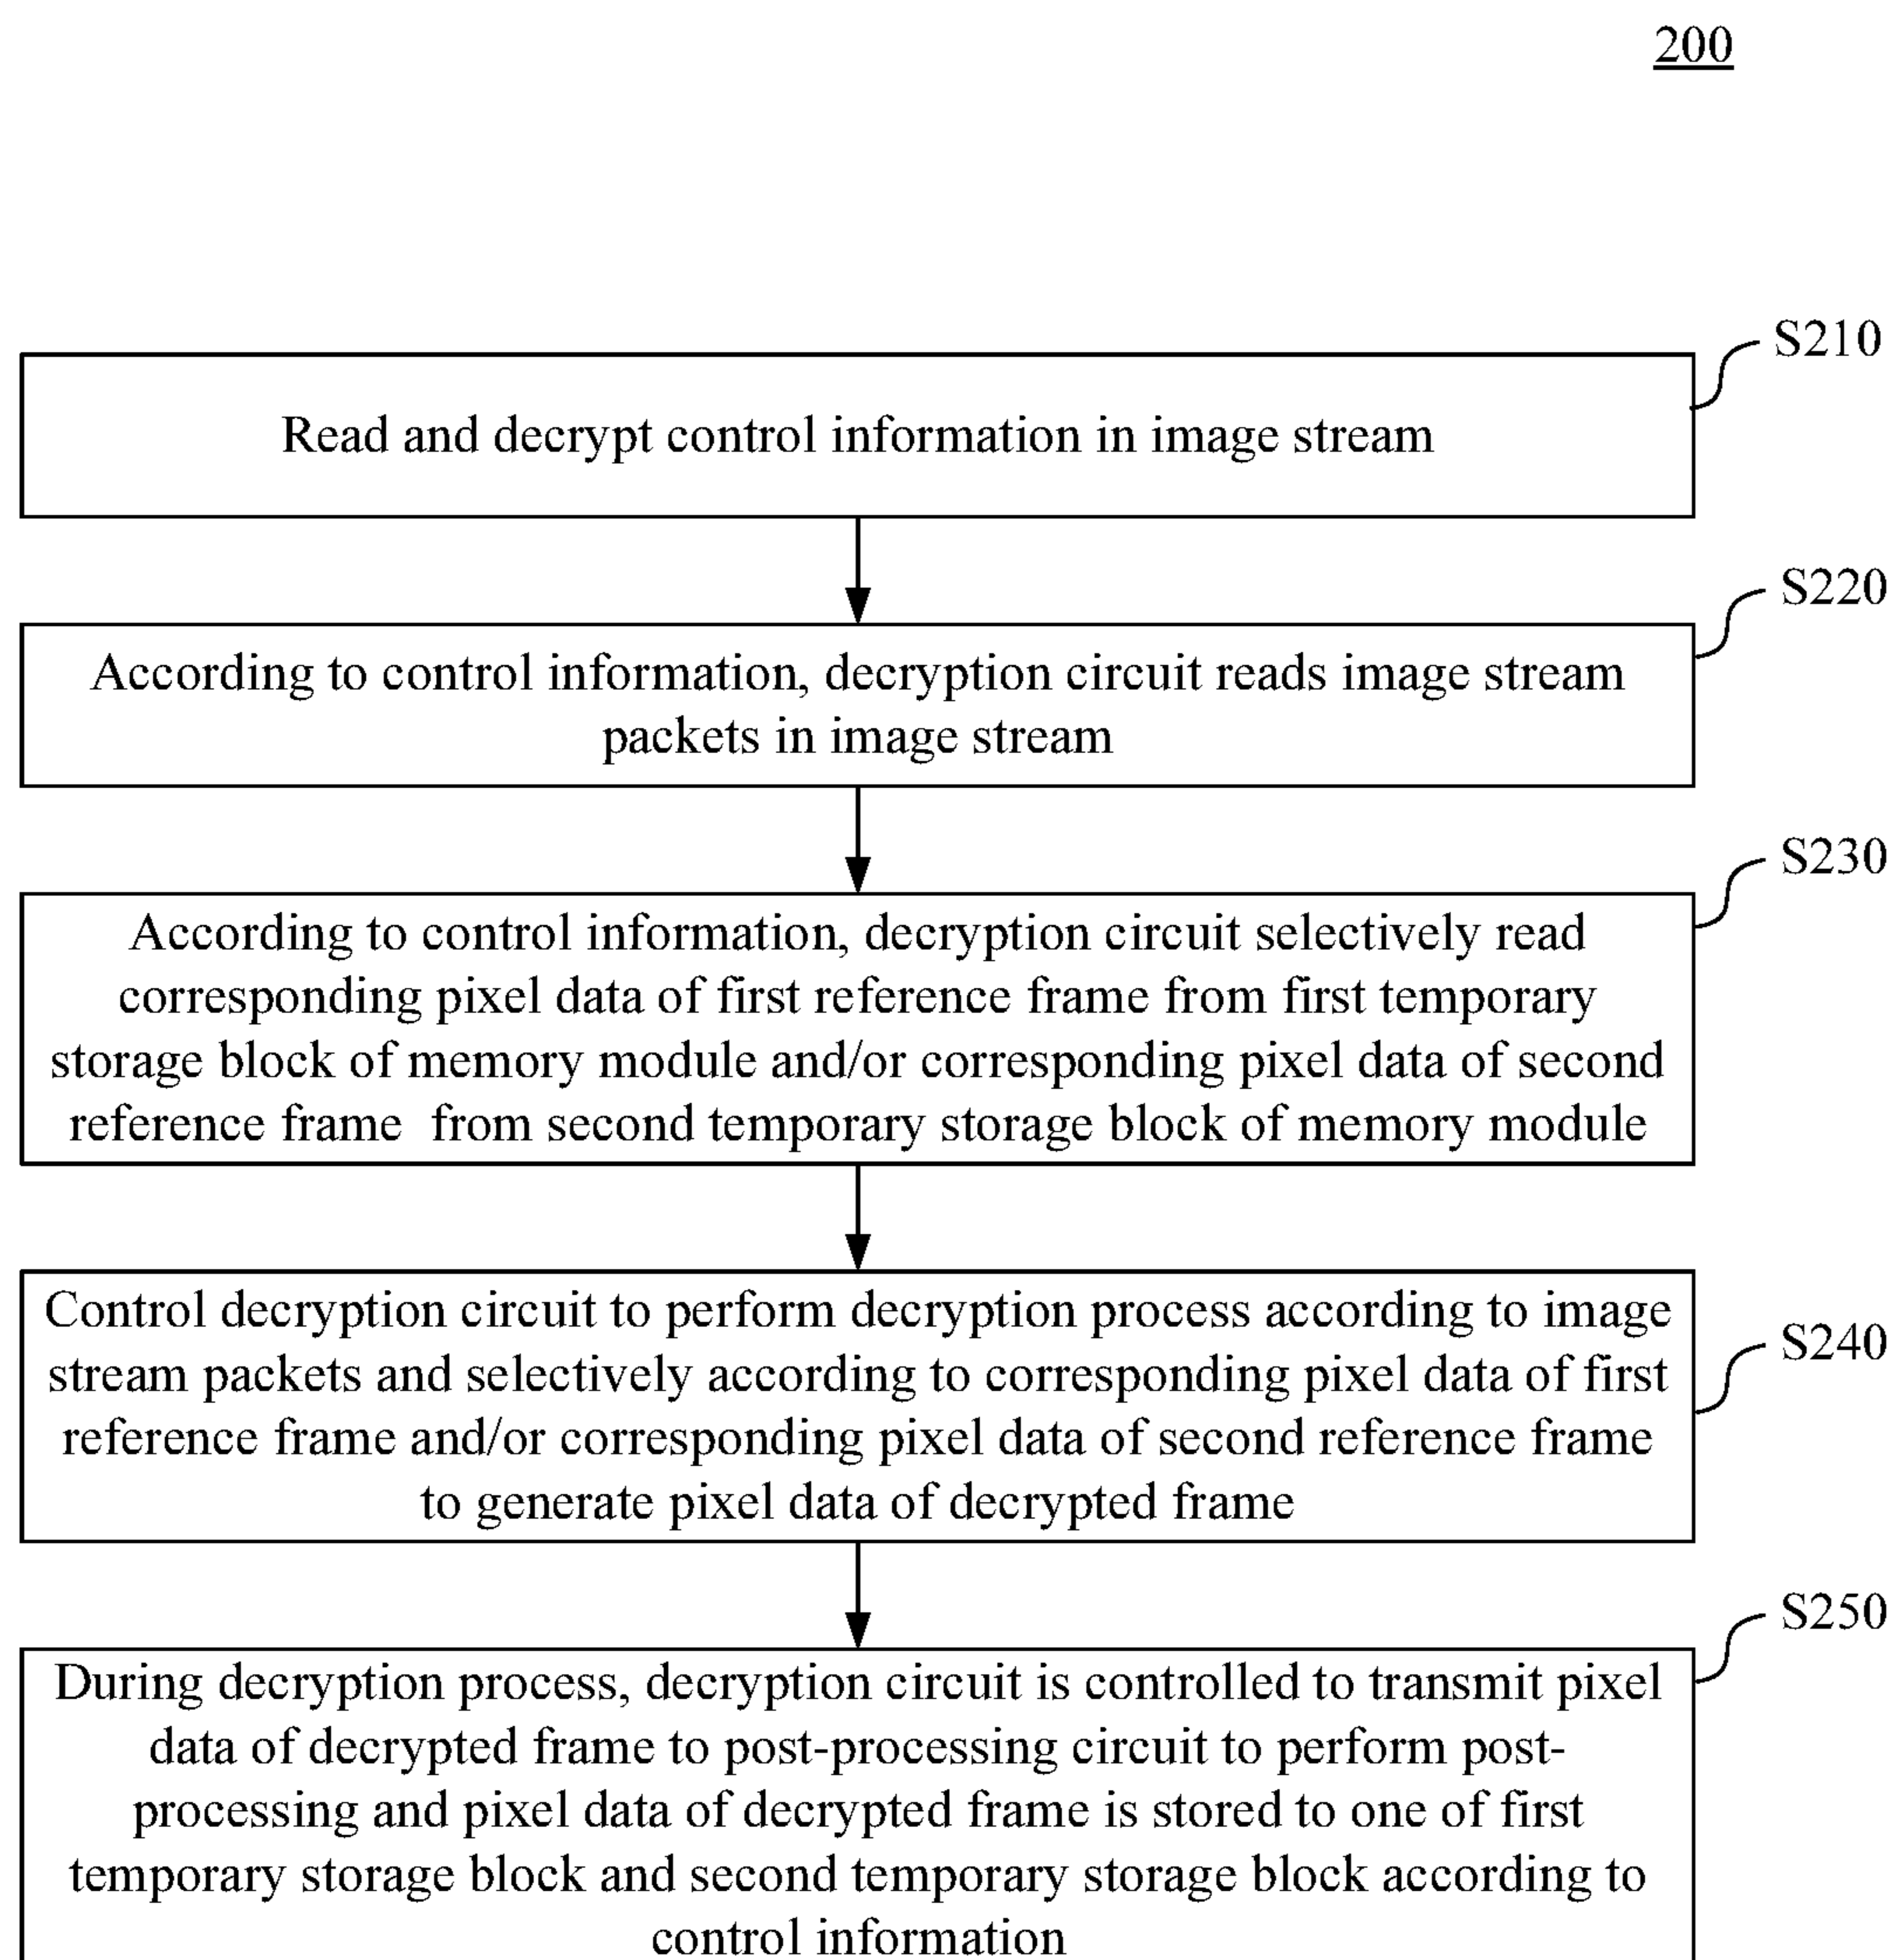 200
S210
Read and decrypt control information in image stream
S220
According to control information, decryption circuit reads image stream
packets in image stream
S230
According to control information, decryption circuit selectively read
corresponding pixel data of first reference frame from first temporary
storage block of memory module and/or corresponding pixel data of second
reference frame  from second temporary storage block of memory module
S240
Control decryption circuit to perform decryption process according to image
stream packets and selectively according to corresponding pixel data of first
reference frame and/or corresponding pixel data of second reference frame
to generate pixel data of decrypted frame
S250
During decryption process, decryption circuit is controlled to transmit pixel
data of decrypted frame to post-processing circuit to perform post-
processing and pixel data of decrypted frame is stored to one of first
temporary storage block and second temporary storage block according to
control information